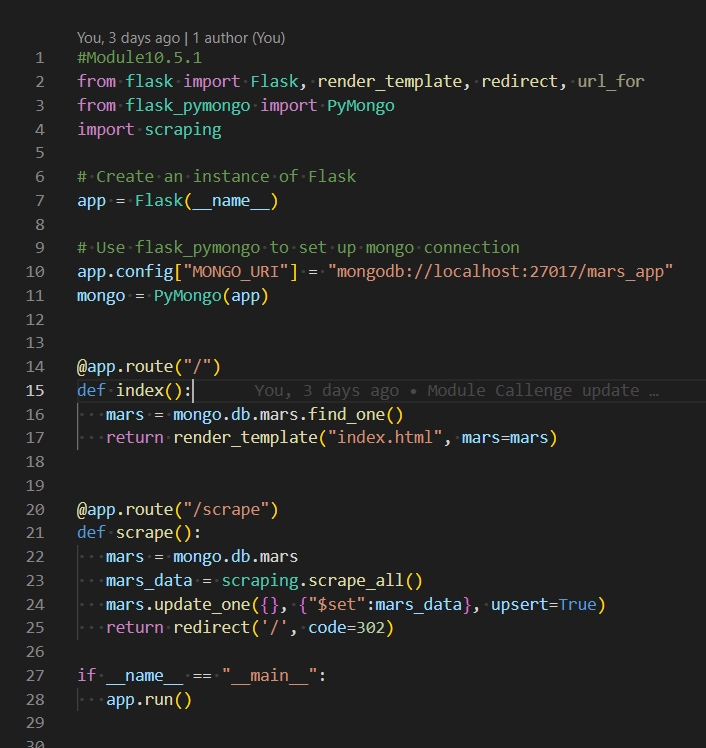 You, 3 days ago | 1 author (You)
1 #Module10.5.1
2 from flask import Flask, render_template, redirect, url_for
3 from flask_pymongo import PyMongo
4 import scraping
5
6 # Create an instance of Flask
7 app = Flask(__name__)
8
9 # Use flask_pymongo to set up mongo connection
10 app.config["MONGO_URI"] = "mongodb://localhost:27017/mars_app"
11 mongo = PyMongo(app)
12
13
14 @app.route("/")
15 def index(): You, 3 days ago • Module Callenge update …
16     mars = mongo.db.mars.find_one()
17     return render_template("index.html", mars=mars)
18
19
20 @app.route("/scrape")
21 def scrape():
22     mars = mongo.db.mars
23     mars_data = scraping.scrape_all()
24     mars.update_one({}, {"$set":mars_data}, upsert=True)
25     return redirect('/', code=302)
26
27 if __name__ == "__main__":
28     app.run()
29
30